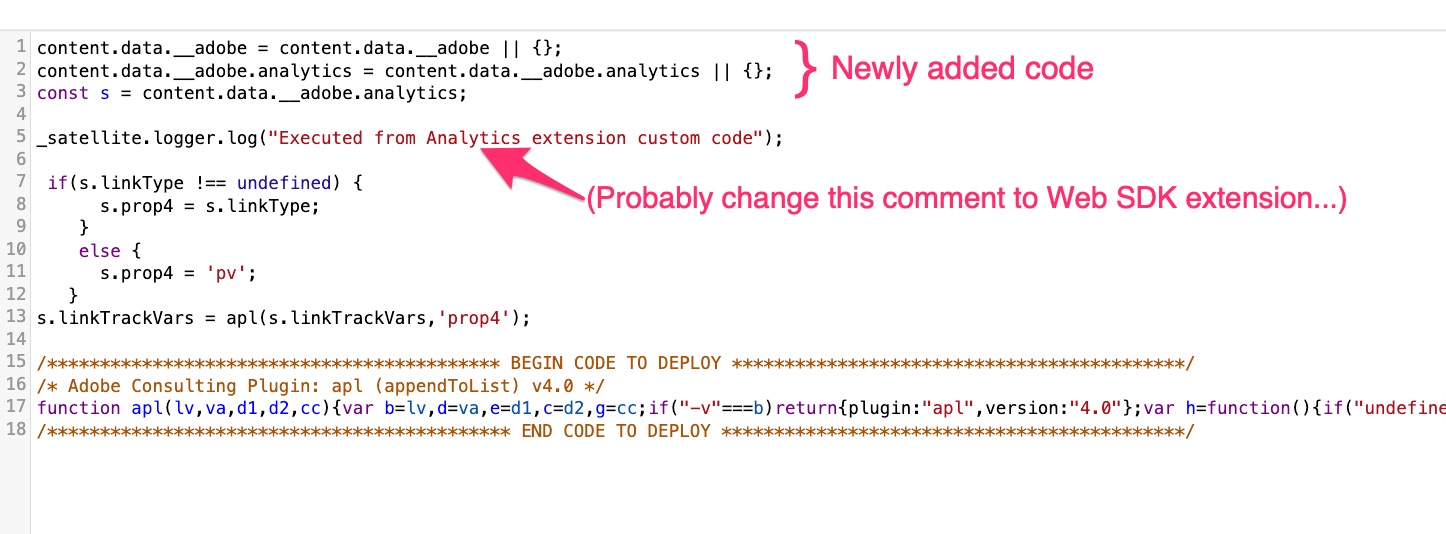 1 content.data.__adobe = content.data.__adobe || {};
2 content.data.__adobe.analytics = content.data.__adobe.analytics || {};
3 const s = content.data.__adobe.analytics;
} Newly added code
4
5 _satellite.logger.log("Executed from Analytics extension custom code");
6
7 if(s.linkType !== undefined) {
8 s.prop4 = s.linkType;
(Probably change this comment to Web SDK extension...)
9 }
10 else {
11 s.prop4 = 'pv';
12 }
13 s.linkTrackVars = apl(s.linkTrackVars,'prop4');
14
15 /******************************************* BEGIN CODE TO DEPLOY *******************************************/
16 /* Adobe Consulting Plugin: apl (appendToList) v4.0 */
17 function apl(lv,va,d1,d2,cc){var b=lv,d=va,e=d1,c=d2,g=cc;if("-v"===b)return{plugin:"apl",version:"4.0"};var h=function(){if("undefine
18 /******************************************** END CODE TO DEPLOY ********************************************/